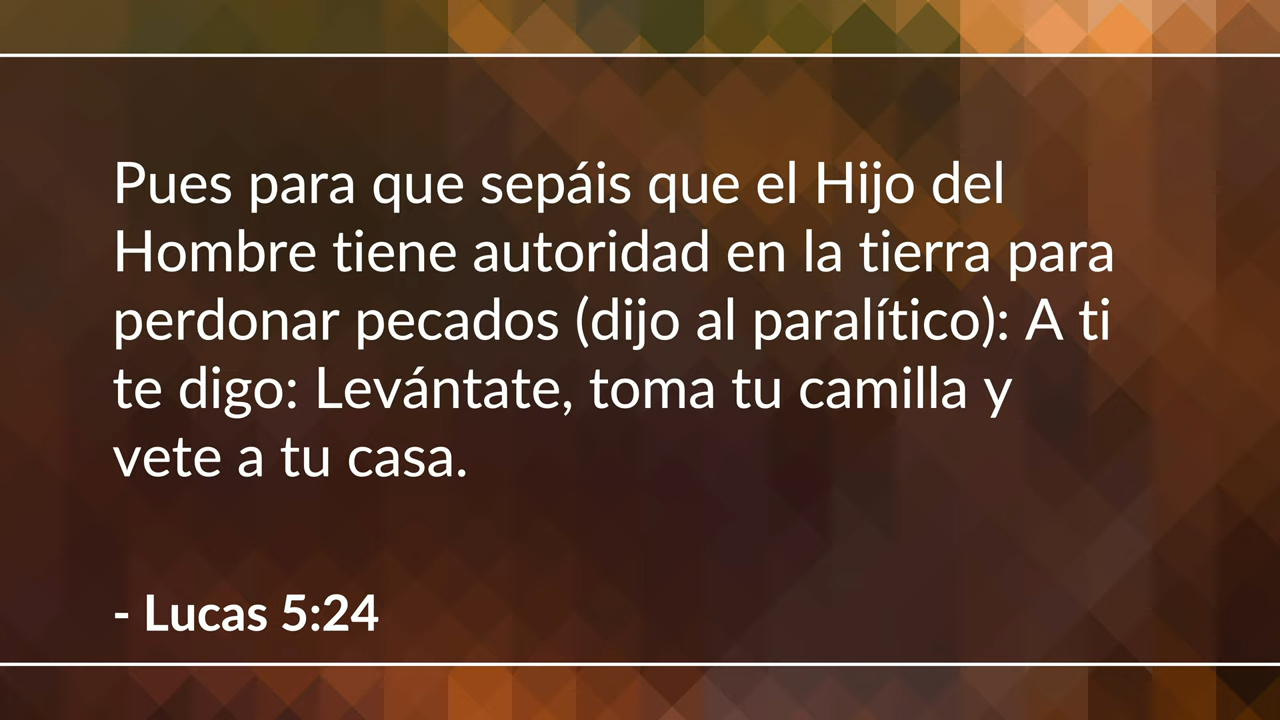 Pues para que sepáis que el Hijo del
Hombre tiene autoridad en la tierra para
perdonar pecados (dijo al paralítico): A ti
te digo: Levántate, toma tu camilla y
vete a tu casa.
- Lucas 5:24